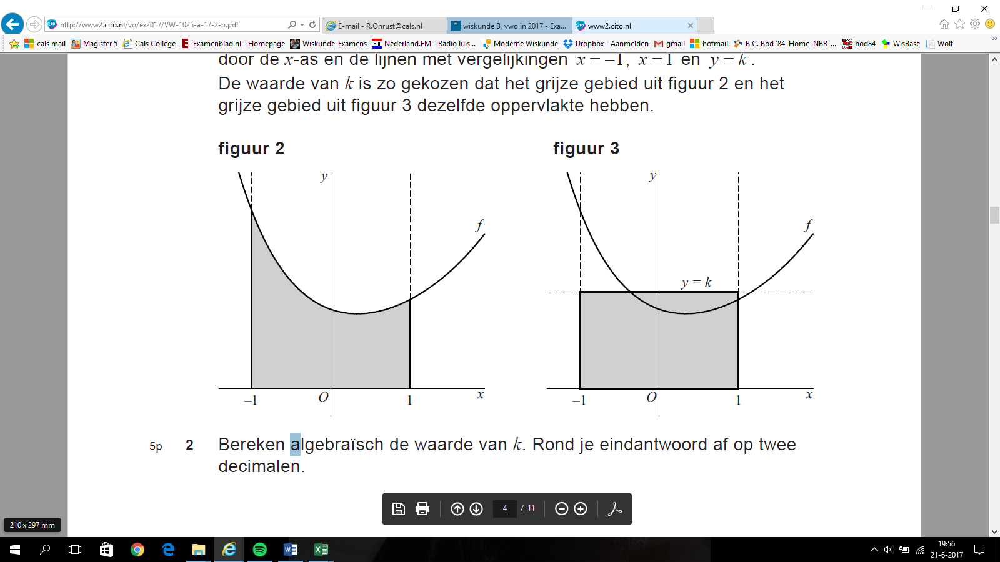 http://www2.cito.nl/vo/ex2017/VW-1025-a-17-2-o.pdf
E-mail - R.Onrust@cals.nl
wiskunde B, vwo in 2017 - Exa...
www2.cito.nl
cals mail
Magister 5
Cals College
Examenblad.nl - Homepage
Wiskunde-Examens
Nederland.FM - Radio luis...
Moderne Wiskunde
Dropbox - Aanmelden
gmail
hotmail
B.C. Bod '84 Home NBB-...
bod84
WisBase
Wolf
door de x-as en de lijnen met vergelijkingen x = −1, x = 1 en y = k.
De waarde van k is zo gekozen dat het grijze gebied uit figuur 2 en het
grijze gebied uit figuur 3 dezelfde oppervlakte hebben.
figuur 2
y
f
−1
O
1
x
figuur 3
y
f
y = k
−1
O
1
x
5p 2 Bereken algebraïsch de waarde van k. Rond je eindantwoord af op twee
decimalen.
4 / 11
210 x 297 mm
19:56
21-6-2017